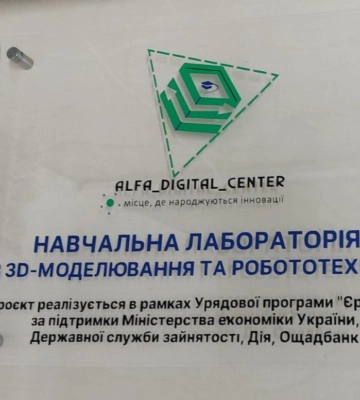 ALFA_DIGITAL_CENTER
місце, де народжуються інновації
НАВЧАЛЬНА ЛАБОРАТОРІЯ
З 3D-МОДЕЛЮВАННЯ ТА РОБОТОТЕХ
роєкт реалізується в рамках Урядової програми "Єр
за підтримки Міністерства економіки України,
Державної служби зайнятості, Дія, Ощадбанк